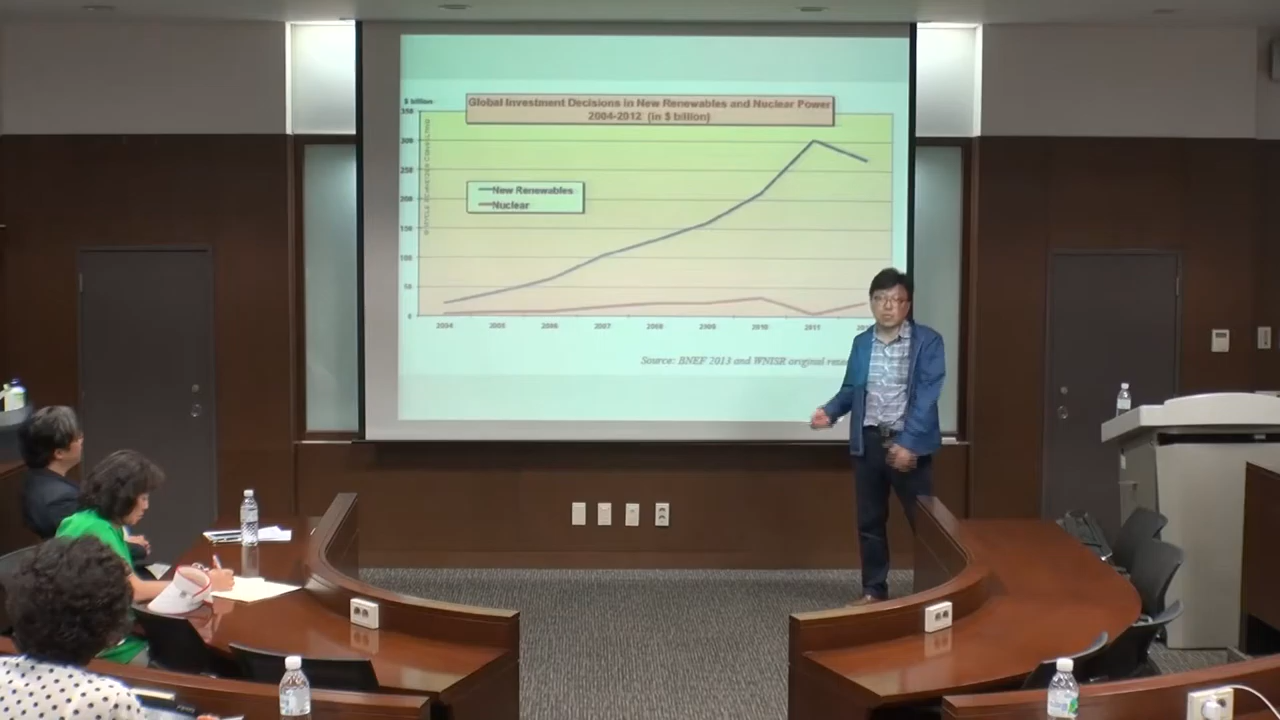 $ billion
Global Investment Decisions in New Renewables and Nuclear Power
2004-2012 (in $ billion)
350
300
250
200
150
100
50
0
New Renewables
Nuclear
2004
2005
2006
2007
2008
2009
2010
2011
Source: BNEF 2013 and WNISR original